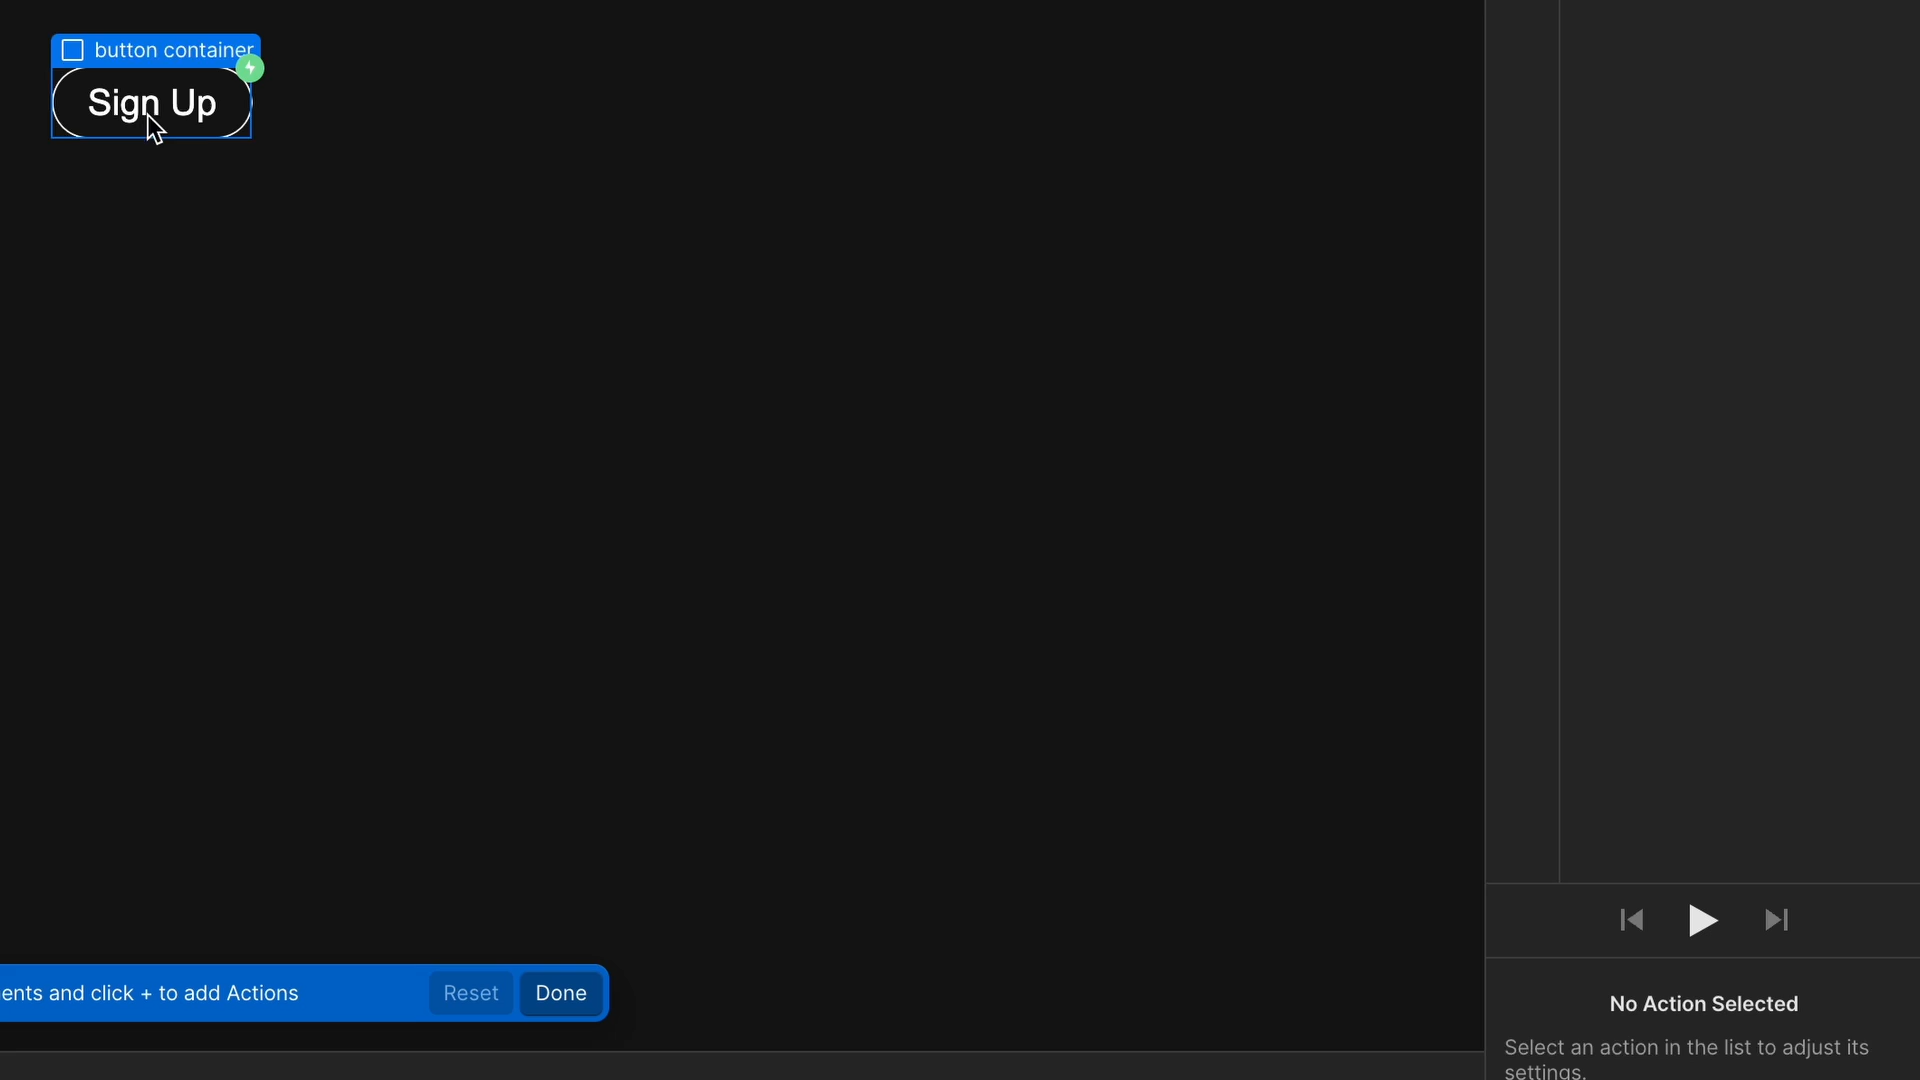 button container
Sign Up
ents and click + to add Actions
Reset
Done
No Action Selected
Select an action in the list to adjust its
settings.